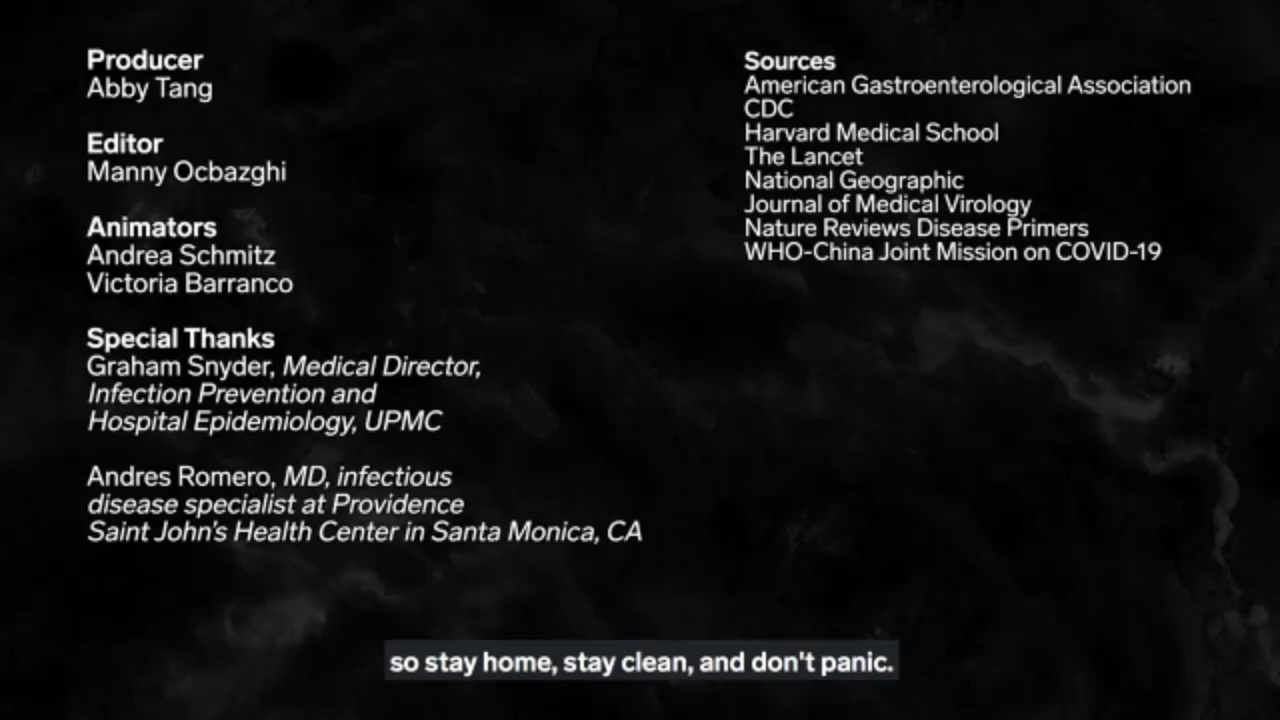 Producer
Abby Tang
Editor
Manny Ocbazghi
Animators
Andrea Schmitz
Victoria Barranco
Special Thanks
Graham Snyder, Medical Director,
Infection Prevention and
Hospital Epidemiology, UPMC
Andres Romero, MD, infectious
disease specialist at Providence
Saint John's Health Center in Santa Monica, CA
Sources
American Gastroenterological Association
CDC
Harvard Medical School
The Lancet
National Geographic
Journal of Medical Virology
Nature Reviews Disease Primers
WHO-China Joint Mission on COVID-19
so stay home, stay clean, and don't panic.